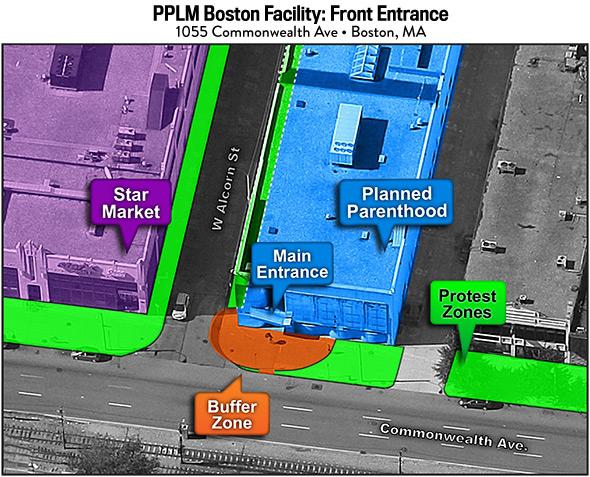 PPLM Boston Facility: Front Entrance
1055 Commonwealth Ave • Boston, MA
Star
Market
W Alcorn St
Planned
Parenthood
Main
Entrance
Protest
Zones
Buffer
Zone
Commonwealth Ave.